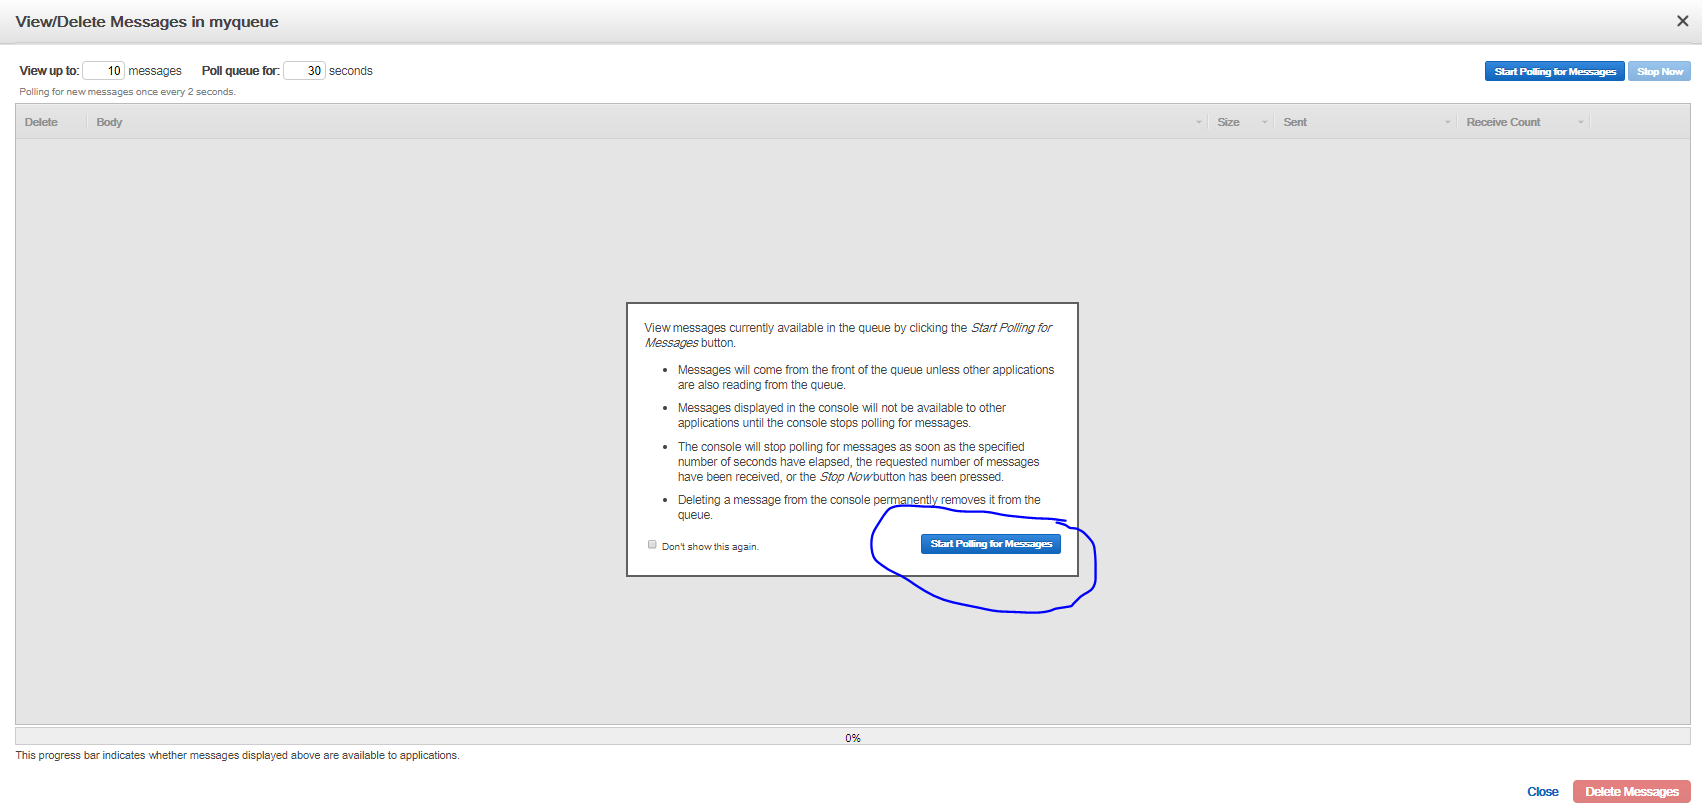 View/Delete Messages in myqueue
View up to: 10 messages Poll queue for: 30 seconds
Start Polling for Messages Stop Now
Polling for new messages once every 2 seconds.
Delete Body Size Sent Receive Count
View messages currently available in the queue by clicking the Start Polling for
Messages button.
• Messages will come from the front of the queue unless other applications
are also reading from the queue.
• Messages displayed in the console will not be available to other
applications until the console stops polling for messages.
• The console will stop polling for messages as soon as the specified
number of seconds have elapsed, the requested number of messages
have been received, or the Stop Now button has been pressed.
• Deleting a message from the console permanently removes it from the
queue.
Don't show this again.
Start Polling for Messages
0%
This progress bar indicates whether messages displayed above are available to applications.
Close Delete Messages